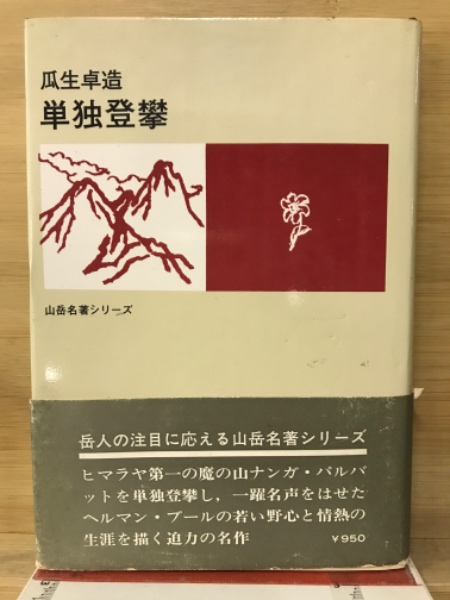 瓜生卓造
単独登攀
山岳名著シリーズ
岳人の注目に応える山岳名著シリーズ
ヒマラヤ第一の魔の山ナンガ・パルバ
ットを単独登攀し，一躍名声をはせた
ヘルマン・ブールの若い野心と情熱の
生涯を描く迫力の名作
￥950